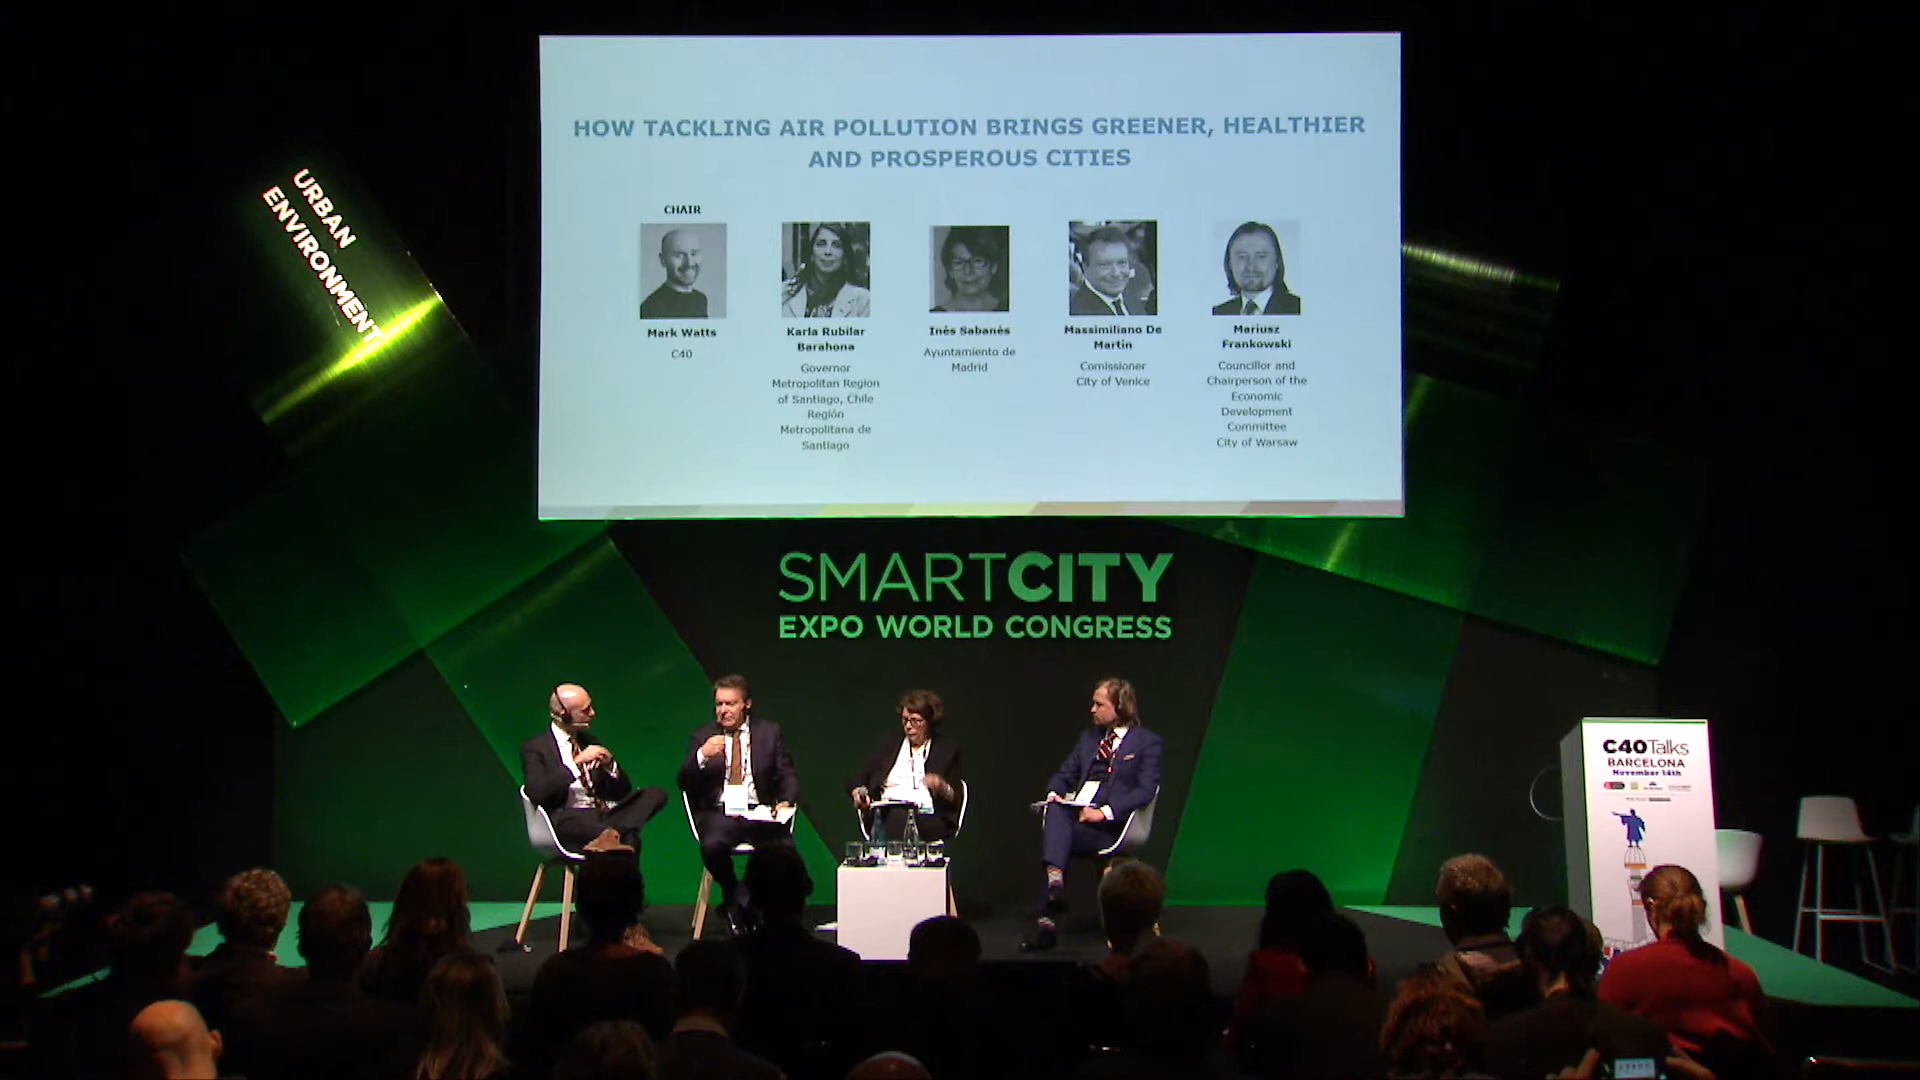 HOW TACKLING AIR POLLUTION BRINGS GREENER, HEALTHIER
AND PROSPEROUS CITIES
CHAIR
Mark Watts
C40
Karla Rubilar
Barahona
Governor
Metropolitan Region
of Santiago, Chile
Región
Metropolitana de
Santiago
Inés Sabanés
Ayuntamiento de
Madrid
Massimiliano De
Martin
Comissioner
City of Venice
Mariusz
Frankowski
Councillor and
Chairperson of the
Economic
Development
Committee
City of Warsaw
URBAN
ENVIRONMENT
SMARTCITY
EXPO WORLD CONGRESS
C40Talks
BARCELONA
November 14th